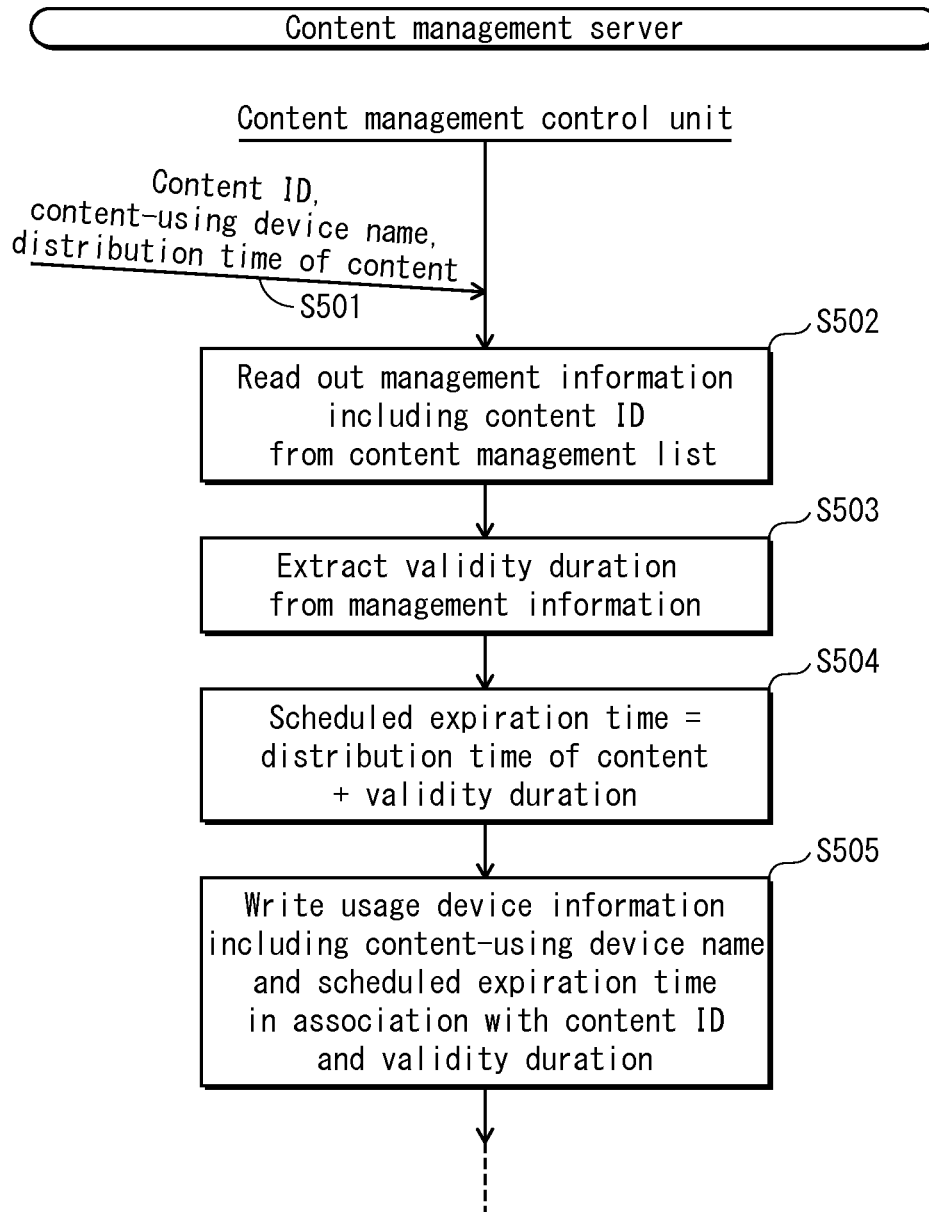 Content management server
Content management control unit
Content ID,
content-using device name,
distribution time of content
S501
S502
Read out management information
including content ID
from content management list
S503
Extract validity duration
from management information
S504
Scheduled expiration time =
distribution time of content
+ validity duration
S505
Write usage device information
including content-using device name
and scheduled expiration time
in association with content ID
and validity duration